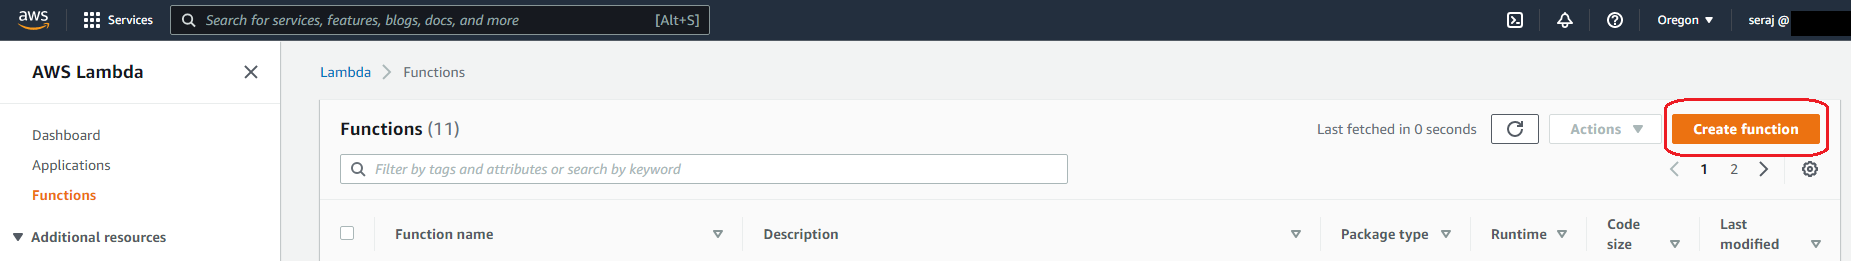 aws Services Search for services, features, blogs, docs, and more [Alt+S] Oregon seraj @
AWS Lambda
Lambda Functions
Functions (11) Last fetched in 0 seconds Actions Create function
Dashboard
Applications
Filter by tags and attributes or search by keyword 1 2
Functions
Additional resources
Function name Description Package type Runtime Code size Last modified